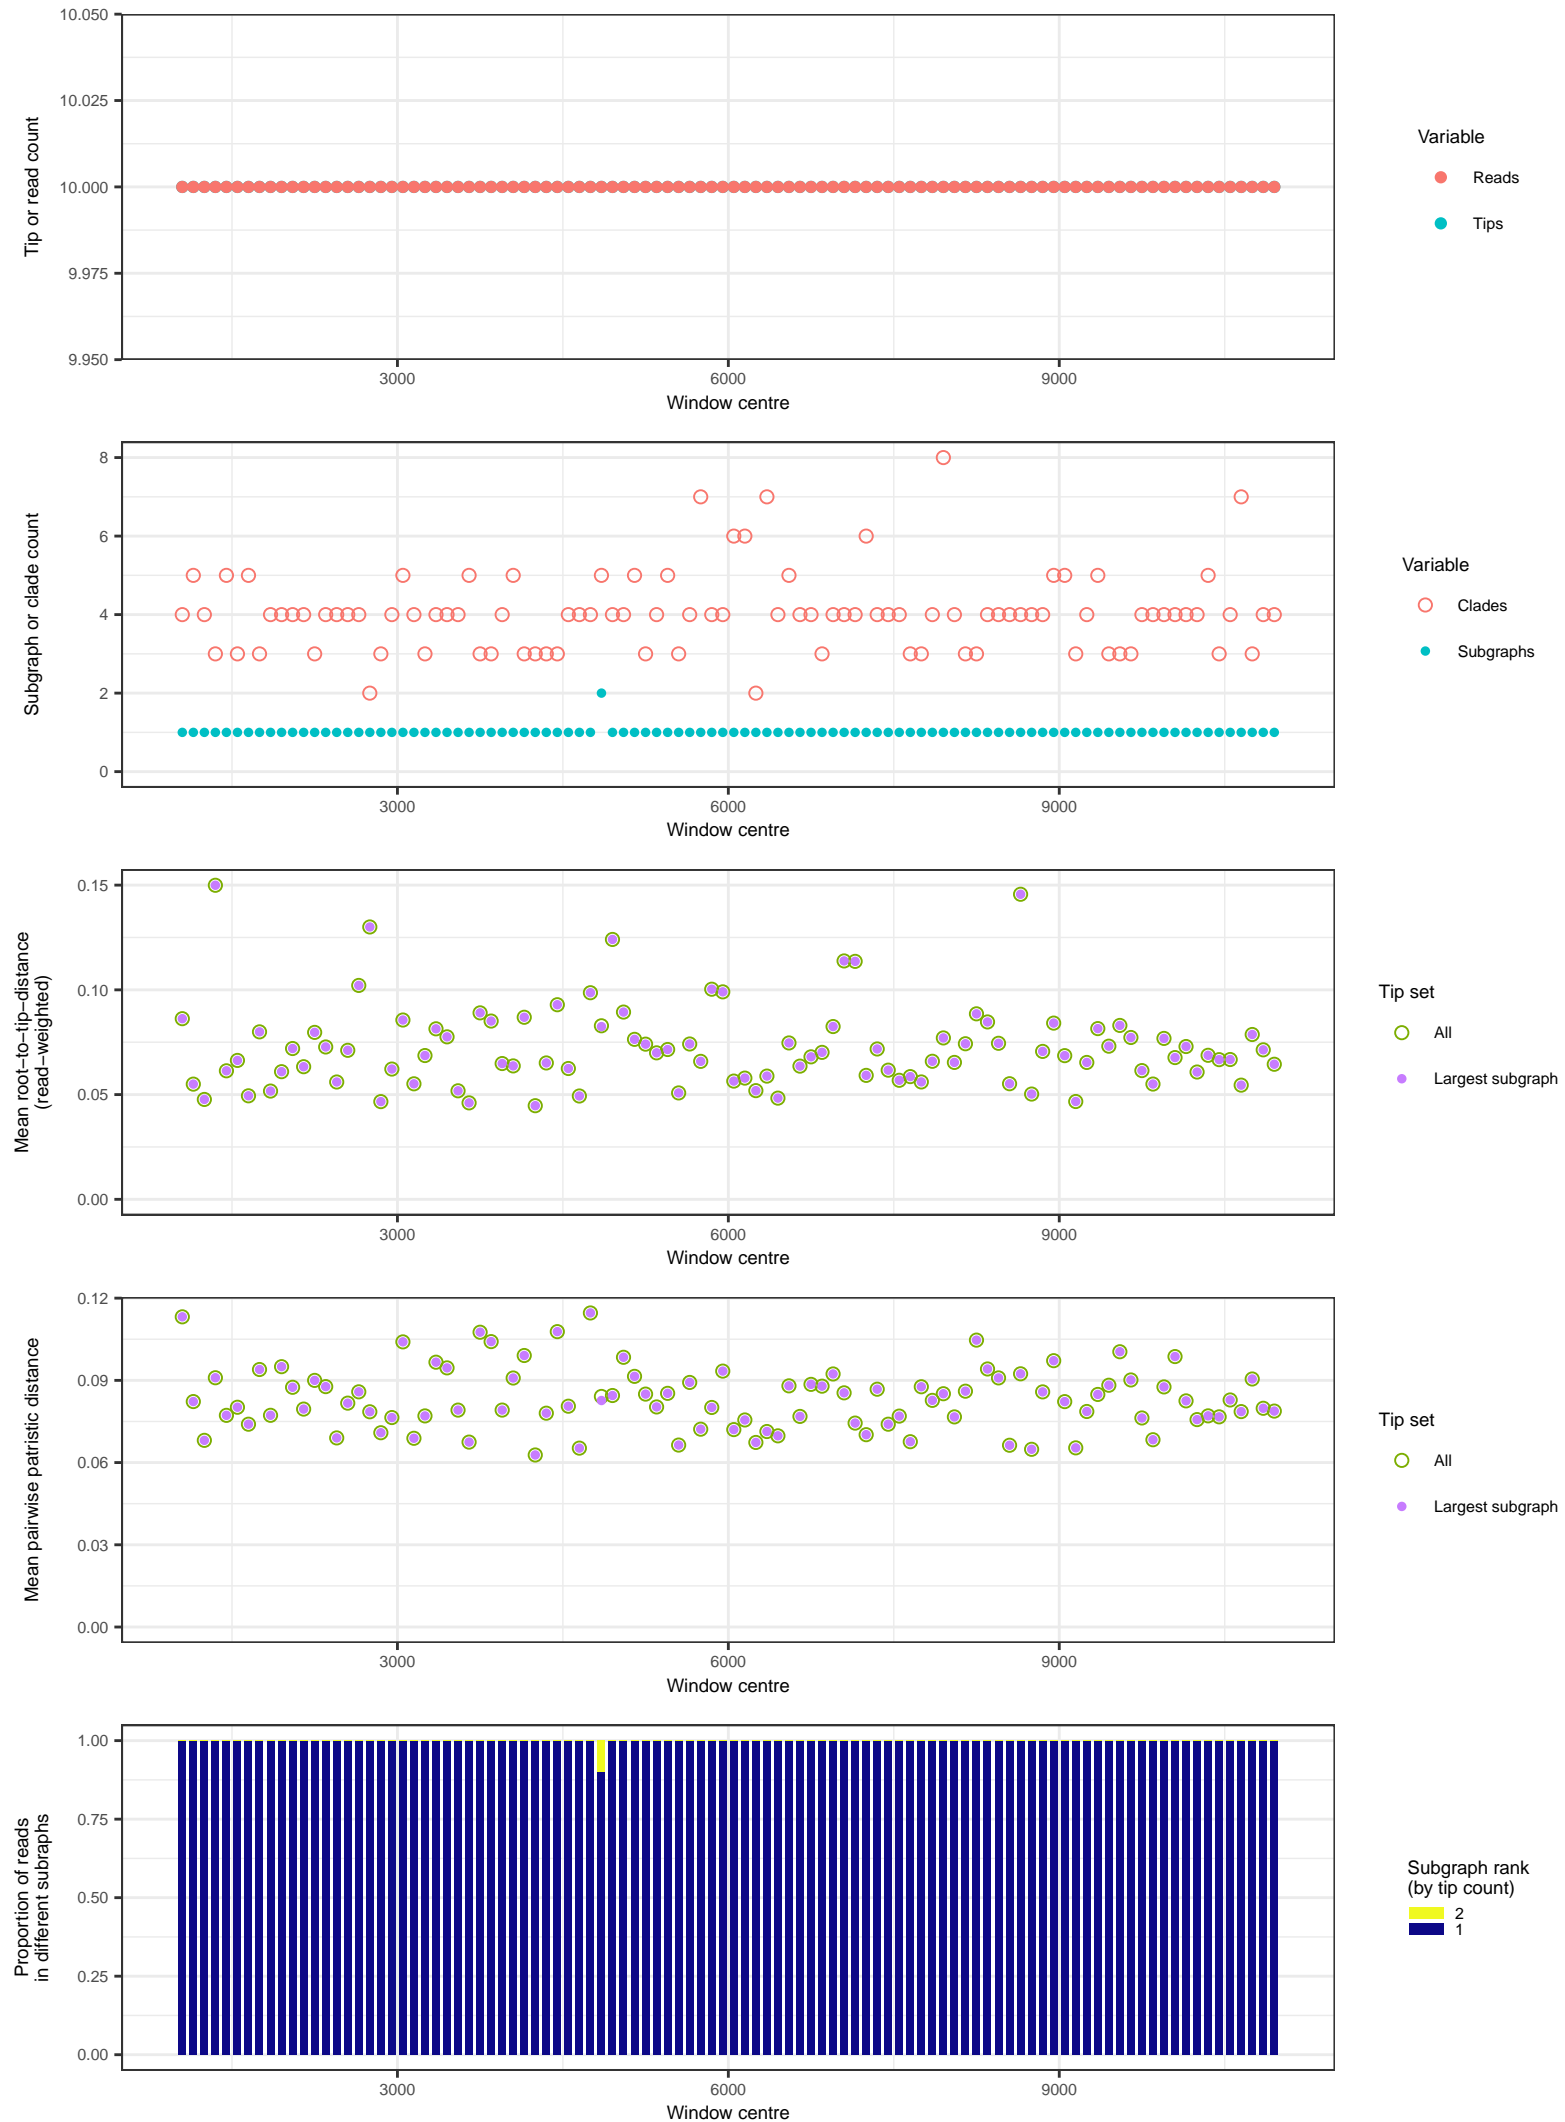 10.050
10.025
10.000
9.975
9.950
Tip or read count
3000
6000
9000
Window centre
Variable
Reads
Tips
8
6
4
2
0
Subgraph or clade count
3000
6000
9000
Window centre
Variable
Clades
Subgraphs
0.15
0.10
0.05
0.00
Mean root−to−tip−distance
(read−weighted)
3000
6000
9000
Window centre
Tip set
All
Largest subgraph
0.12
0.09
0.06
0.03
0.00
Mean pairwise patristic distance
3000
6000
9000
Window centre
Tip set
All
Largest subgraph
1.00
0.75
0.50
0.25
0.00
Proportion of reads
in different subraphs
3000
6000
9000
Window centre
Subgraph rank
(by tip count)
2
1